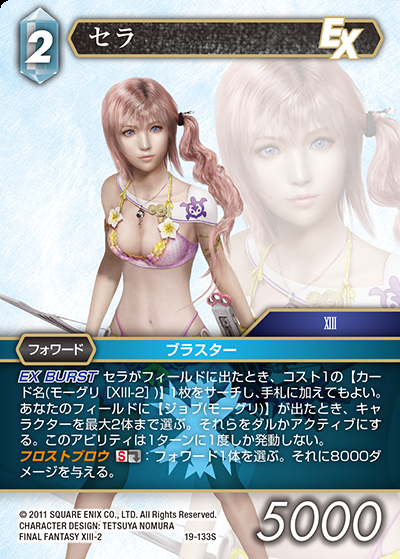 2
セラ
EX
XIII
フォワード
ブラスター
EX BURST セラがフィールドに出たとき、コスト1の【カー
ド名(モーグリ [XIII-2] )】1枚をサーチし、手札に加えてもよい。
あなたのフィールドに【ジョブ(モーグリ)】が出たとき、キャ
ラクターを最大2体まで選ぶ。それらをダルかアクティブにす
る。このアビリティは1ターンに1度しか発動しない。
フロストブロウ S : フォワード1体を選ぶ。それに8000ダ
メージを与える。
© 2011 SQUARE ENIX CO., LTD. All Rights Reserved.
CHARACTER DESIGN: TETSUYA NOMURA
FINAL FANTASY XIII-2
19-133S
5000